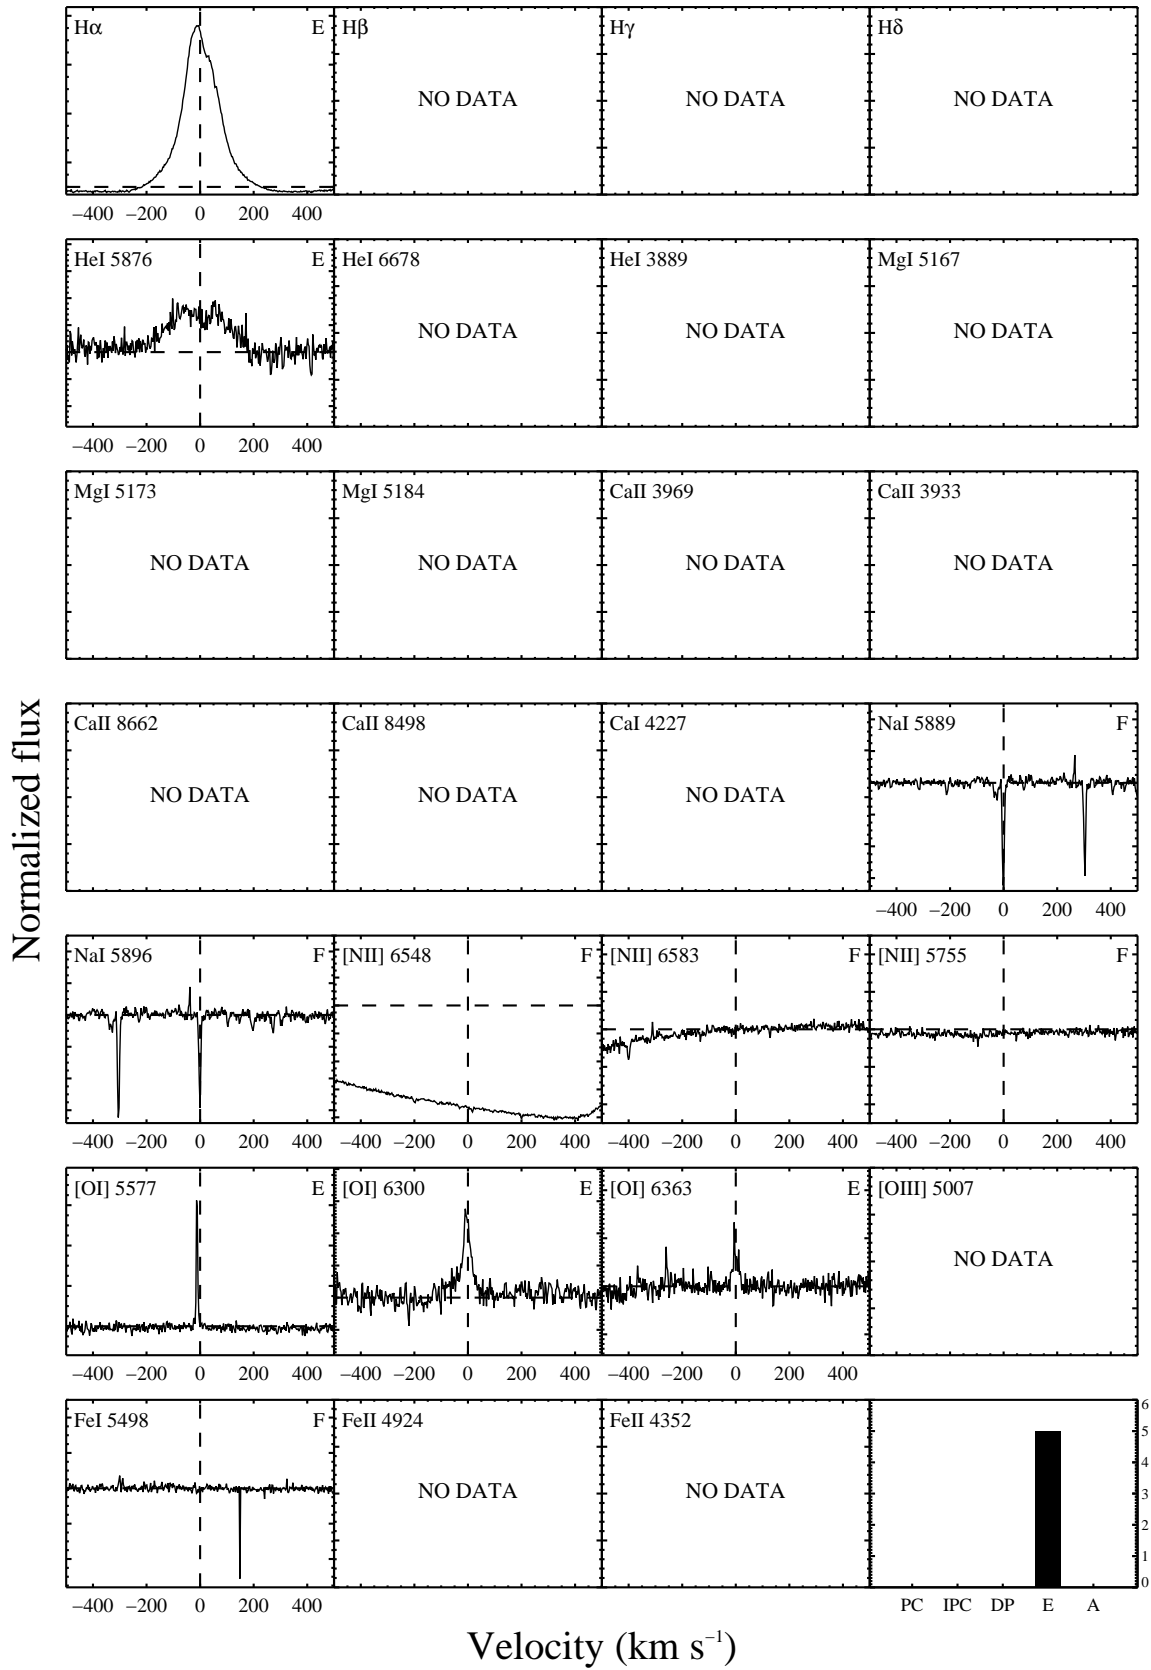 Hα E Hβ Hγ Hδ
NO DATA NO DATA NO DATA
−400 −200 0 200 400
HeI 5876 E HeI 6678 HeI 3889 MgI 5167
NO DATA NO DATA NO DATA
−400 −200 0 200 400
MgI 5173 MgI 5184 CaII 3969 CaII 3933
NO DATA NO DATA NO DATA NO DATA
CaII 8662 CaII 8498 CaI 4227 NaI 5889 F
NO DATA NO DATA NO DATA
−400 −200 0 200 400
NaI 5896 F [NII] 6548 F [NII] 6583 F [NII] 5755 F
−400 −200 0 200 400 −400 −200 0 200 400 −400 −200 0 200 400 −400 −200 0 200 400
[OI] 5577 E [OI] 6300 E [OI] 6363 E [OIII] 5007
NO DATA
−400 −200 0 200 400 −400 −200 0 200 400 −400 −200 0 200 400
FeI 5498 F FeII 4924 FeII 4352
NO DATA NO DATA
6
5
4
3
2
1
0
−400 −200 0 200 400 PC IPC DP E A
Normalized flux
Velocity (km s⁻¹)